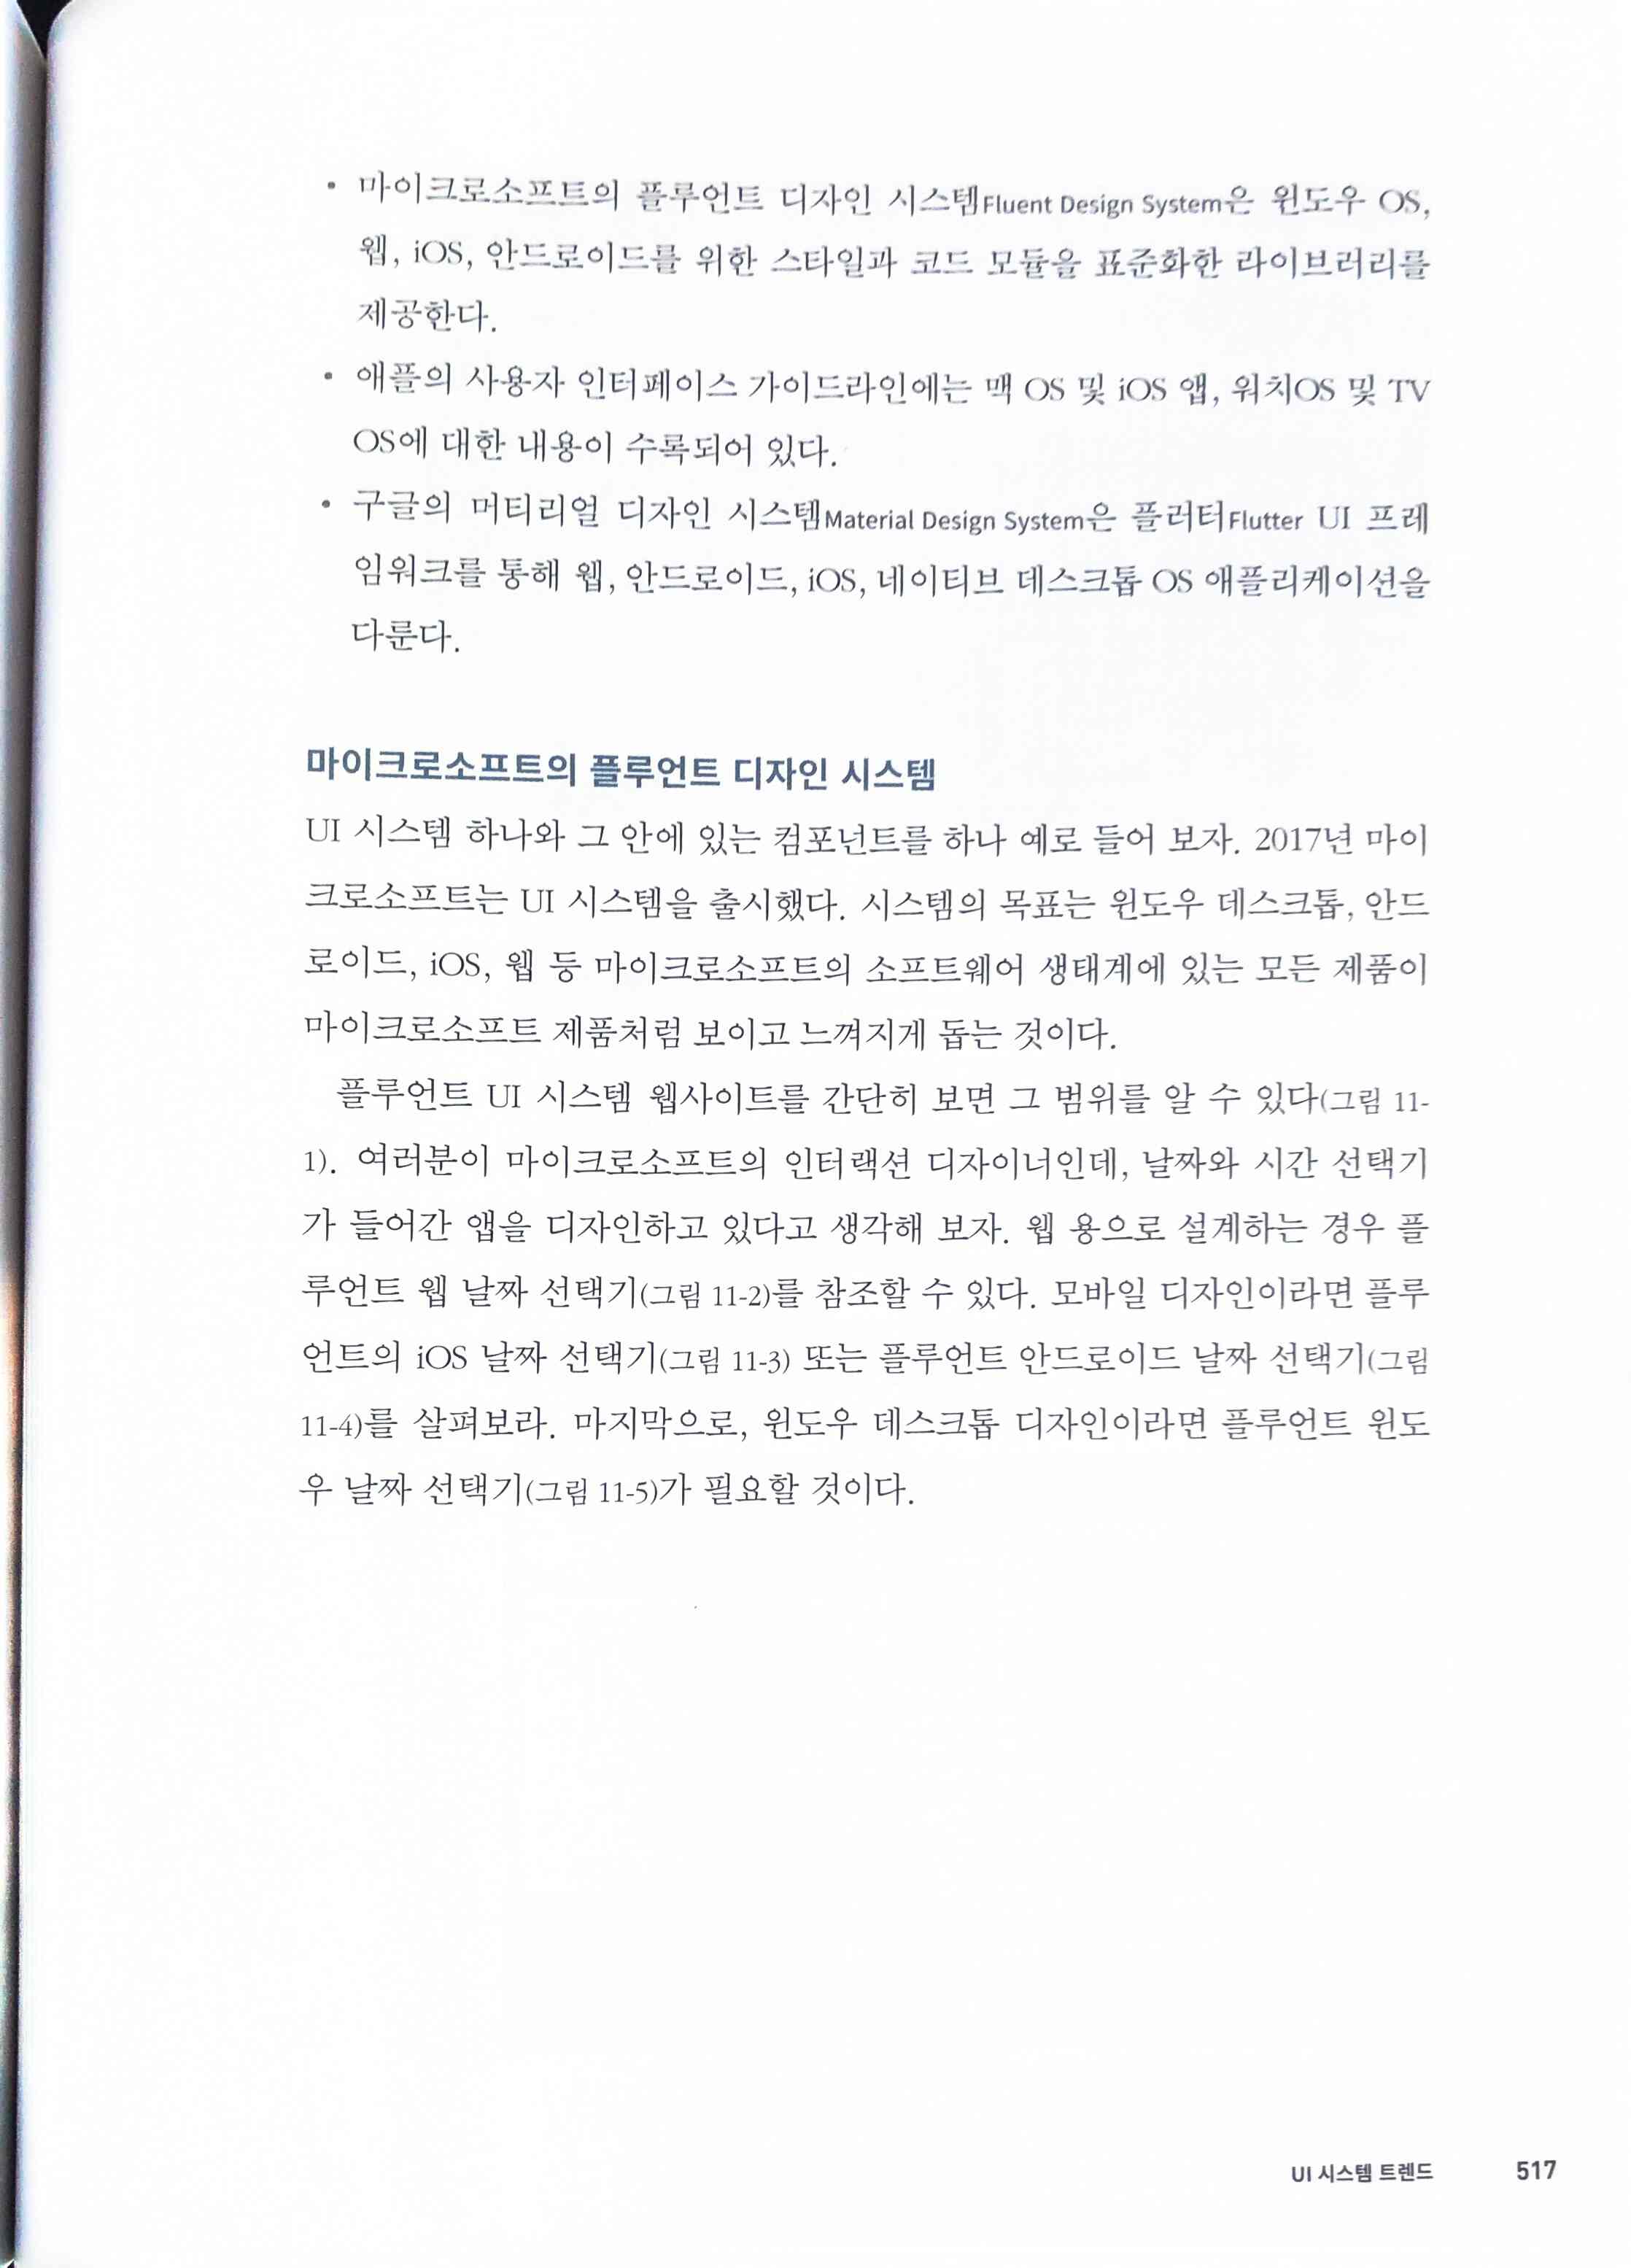 • 마이크로소프트의 플루언트 디자인 시스템Fluent Design System은 윈도우 OS,
웹, iOS, 안드로이드를 위한 스타일과 코드 모듈을 표준화한 라이브러리를
제공한다.
• 애플의 사용자 인터페이스 가이드라인에는 맥 OS 및 iOS 앱, 워치OS 및 TV
OS에 대한 내용이 수록되어 있다.
• 구글의 머티리얼 디자인 시스템Material Design System은 플러터Flutter UI 프레
임워크를 통해 웹, 안드로이드, iOS, 네이티브 데스크톱 OS 애플리케이션을
다룬다.
마이크로소프트의 플루언트 디자인 시스템
UI 시스템 하나와 그 안에 있는 컴포넌트를 하나 예로 들어 보자. 2017년 마이
크로소프트는 UI 시스템을 출시했다. 시스템의 목표는 윈도우 데스크톱, 안드
로이드, iOS, 웹 등 마이크로소프트의 소프트웨어 생태계에 있는 모든 제품이
마이크로소프트 제품처럼 보이고 느껴지게 돕는 것이다.
플루언트 UI 시스템 웹사이트를 간단히 보면 그 범위를 알 수 있다(그림 11-
1). 여러분이 마이크로소프트의 인터랙션 디자이너인데, 날짜와 시간 선택기
가 들어간 앱을 디자인하고 있다고 생각해 보자. 웹 용으로 설계하는 경우 플
루언트 웹 날짜 선택기(그림 11-2)를 참조할 수 있다. 모바일 디자인이라면 플루
언트의 iOS 날짜 선택기(그림 11-3) 또는 플루언트 안드로이드 날짜 선택기(그림
11-4)를 살펴보라. 마지막으로, 윈도우 데스크톱 디자인이라면 플루언트 윈도
우 날짜 선택기(그림 11-5)가 필요할 것이다.
UI 시스템 트렌드 517